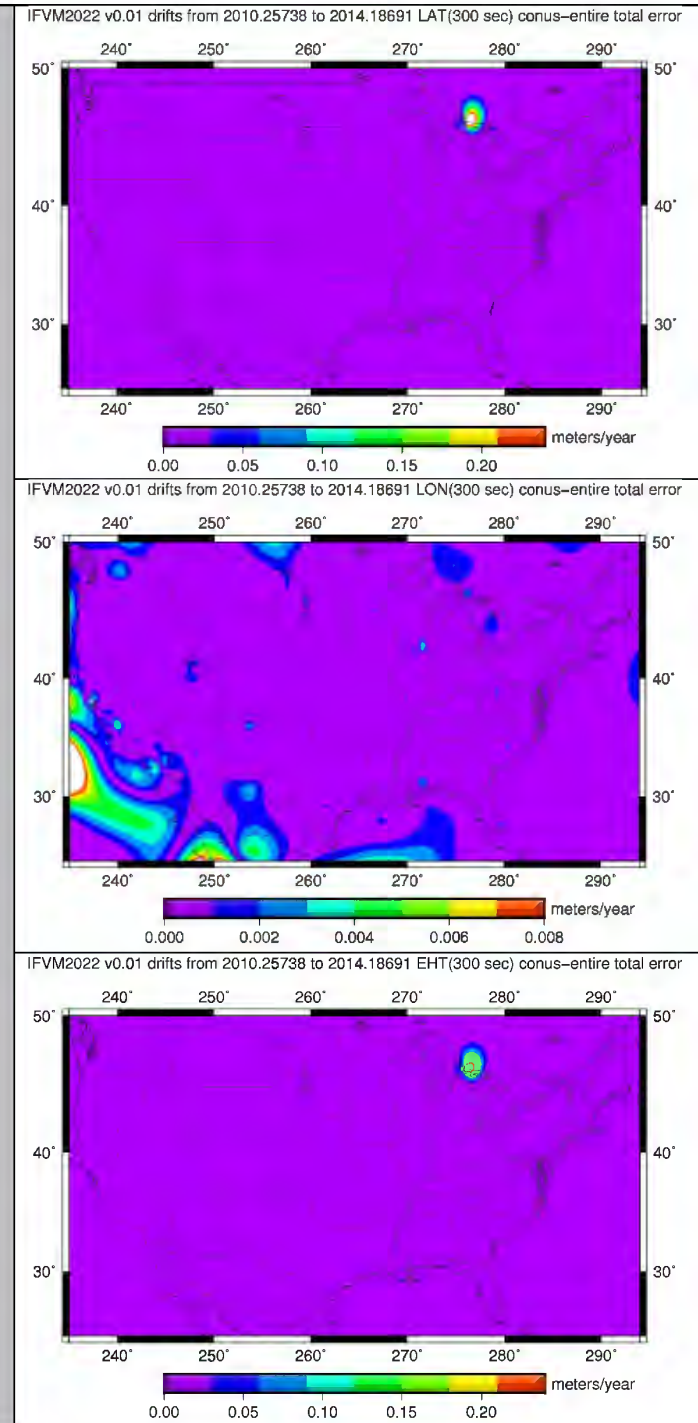 IFVM2022 v0.01 drifts from 2010.25738 to 2014.18691 LAT(300 sec) conus−entire total error
240˚ 250˚ 260˚ 270˚ 280˚ 290˚
50˚ 50˚
40˚ 40˚
30˚ 30˚
240˚ 250˚ 260˚ 270˚ 280˚ 290˚
meters/year
0.00 0.05 0.10 0.15 0.20
IFVM2022 v0.01 drifts from 2010.25738 to 2014.18691 LON(300 sec) conus−entire total error
240˚ 250˚ 260˚ 270˚ 280˚ 290˚
50˚ 50˚
40˚ 40˚
30˚ 30˚
240˚ 250˚ 260˚ 270˚ 280˚ 290˚
meters/year
0.000 0.002 0.004 0.006 0.008
IFVM2022 v0.01 drifts from 2010.25738 to 2014.18691 EHT(300 sec) conus−entire total error
240˚ 250˚ 260˚ 270˚ 280˚ 290˚
50˚ 50˚
40˚ 40˚
30˚ 30˚
240˚ 250˚ 260˚ 270˚ 280˚ 290˚
meters/year
0.00 0.05 0.10 0.15 0.20